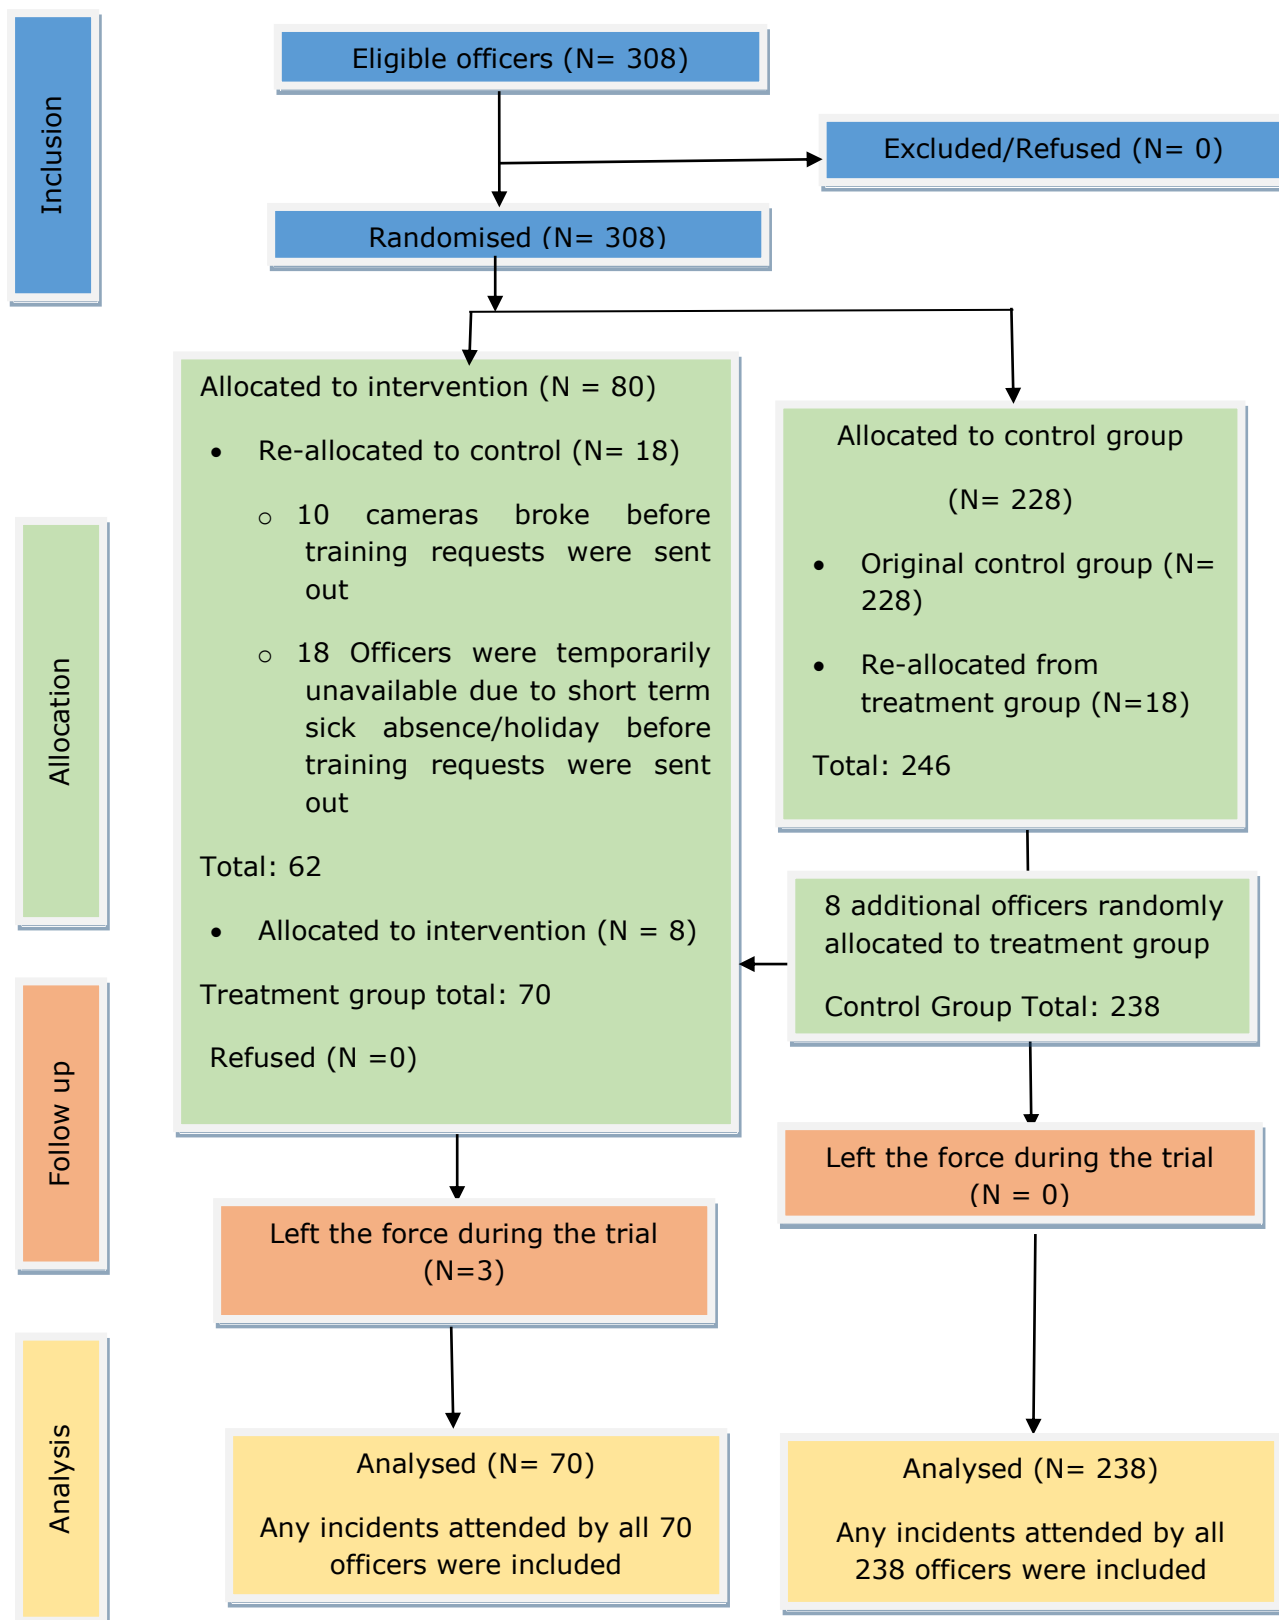 Inclusion
Eligible officers (N= 308)
Excluded/Refused (N= 0)
Randomised (N= 308)
Allocation
Allocated to intervention (N = 80)
• Re-allocated to control (N= 18)
o 10 cameras broke before
training requests were sent
out
o 18 Officers were temporarily
unavailable due to short term
sick absence/holiday before
training requests were sent
out
Total: 62
• Allocated to intervention (N = 8)
Treatment group total: 70
Refused (N =0)
Allocated to control group
(N= 228)
• Original control group (N=
228)
• Re-allocated from
treatment group (N=18)
Total: 246
8 additional officers randomly
allocated to treatment group
Control Group Total: 238
Follow up
Left the force during the trial
(N=3)
Left the force during the trial
(N = 0)
Analysis
Analysed (N= 70)
Any incidents attended by all 70
officers were included
Analysed (N= 238)
Any incidents attended by all
238 officers were included